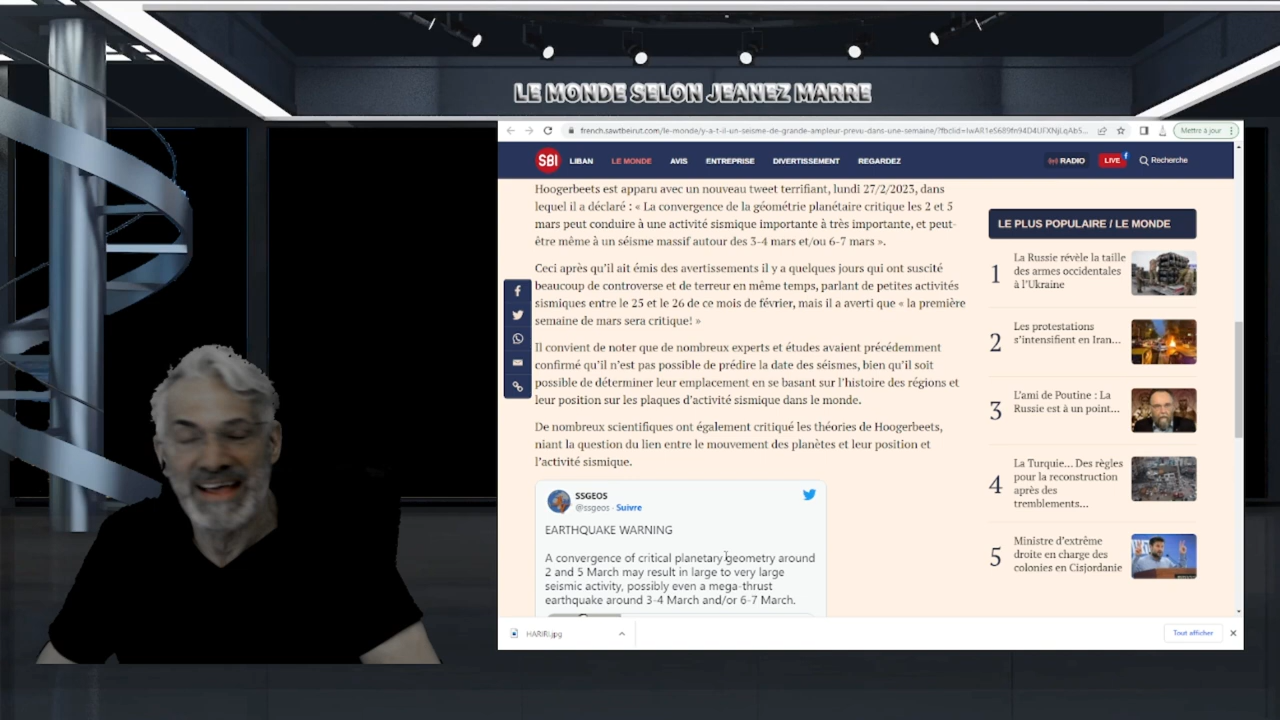 LE MONDE SELON JEANEZ MARRE
french.sawtbeirut.com/le-monde/y-a-t-il-un-seisme-de-grande-ampleur-prevu-dans-une-semaine/
Mettre à jour
SBI LIBAN LE MONDE AVIS ENTREPRISE DIVERTISSEMENT REGARDEZ RADIO LIVE Recherche
Hoogerbeets est apparu avec un nouveau tweet terrifiant, lundi 27/2/2023, dans
lequel il a déclaré : « La convergence de la géométrie planétaire critique les 2 et 5
mars peut conduire à une activité sismique importante à très importante, et peut-
être même à un séisme massif autour des 3-4 mars et/ou 6-7 mars ».
Ceci après qu'il ait émis des avertissements il y a quelques jours qui ont suscité
beaucoup de controverse et de terreur en même temps, parlant de petites activités
sismiques entre le 25 et le 26 de ce mois de février, mais il a averti que « la première
semaine de mars sera critique! »
Il convient de noter que de nombreux experts et études avaient précédemment
confirmé qu'il n'est pas possible de prédire la date des séismes, bien qu'il soit
possible de déterminer leur emplacement en se basant sur l'histoire des régions et
leur position sur les plaques d'activité sismique dans le monde.
De nombreux scientifiques ont également critiqué les théories de Hoogerbeets,
niant la question du lien entre le mouvement des planètes et leur position et
l'activité sismique.
SSGEOS
@ssgeos · Suivre
EARTHQUAKE WARNING
A convergence of critical planetary geometry around
2 and 5 March may result in large to very large
seismic activity, possibly even a mega-thrust
earthquake around 3-4 March and/or 6-7 March.
LE PLUS POPULAIRE / LE MONDE
1
La Russie révèle la taille
des armes occidentales
à l'Ukraine
2
Les protestations
s'intensifient en Iran...
3
L'ami de Poutine : La
Russie est à un point...
4
La Turquie... Des règles
pour la reconstruction
après des
tremblements...
5
Ministre d'extrême
droite en charge des
colonies en Cisjordanie
HARIRI.jpg
Tout afficher